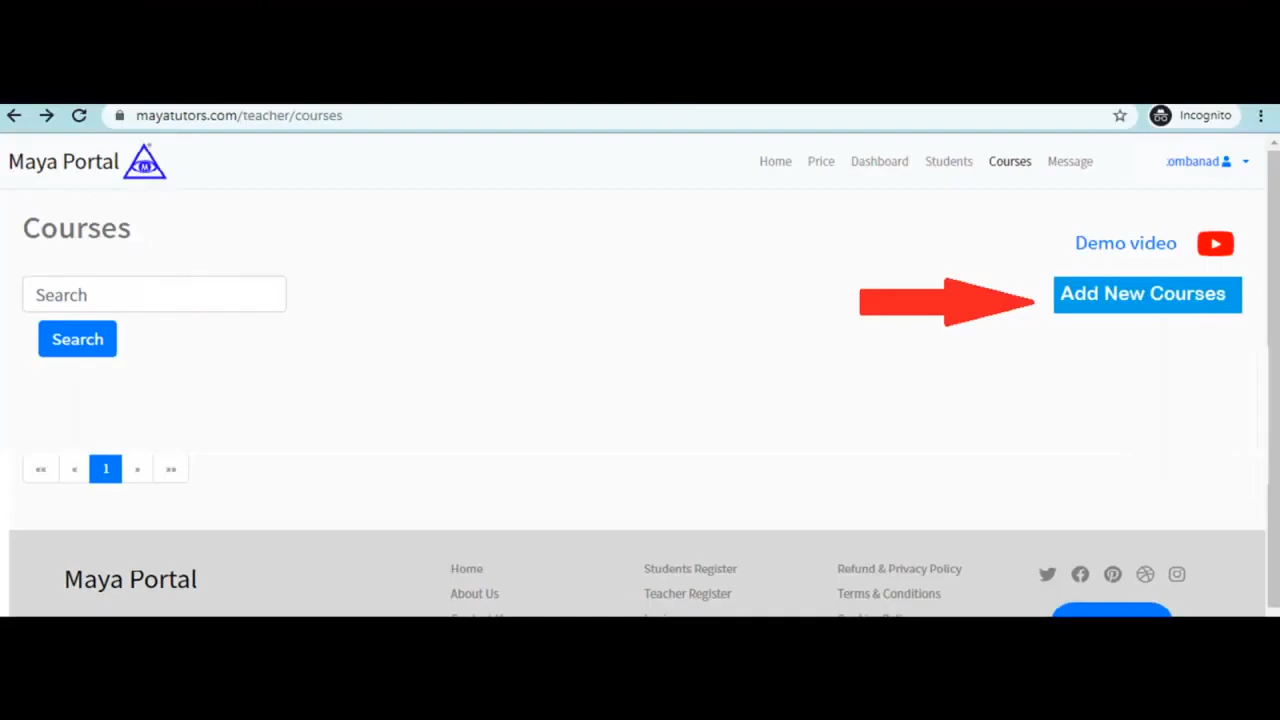 mayatutors.com/teacher/courses
Incognito
Maya Portal M
Home Price Dashboard Students Courses Message
ombanad
Courses
Demo video
Search
Add New Courses
Search
«« « 1 » »»
Maya Portal
Home
Students Register
Refund & Privacy Policy
About Us
Teacher Register
Terms & Conditions